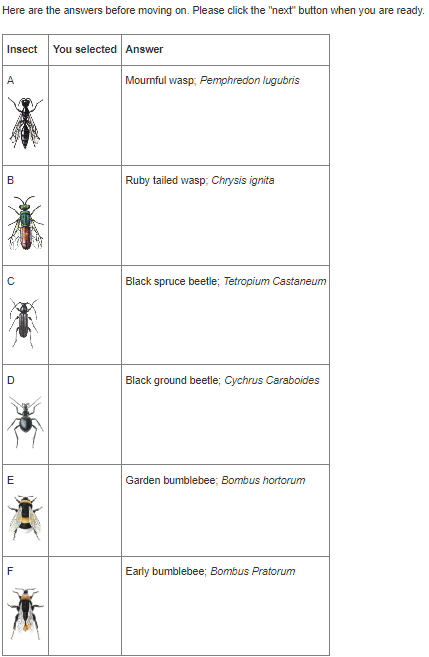 Here are the answers before moving on. Please click the "next" button when you are ready.
Insect You selected Answer
A Mournful wasp; Pemphredon lugubris
B Ruby tailed wasp; Chrysis ignita
C Black spruce beetle; Tetropium Castaneum
D Black ground beetle; Cychrus Caraboides
E Garden bumblebee; Bombus hortorum
F Early bumblebee; Bombus Pratorum